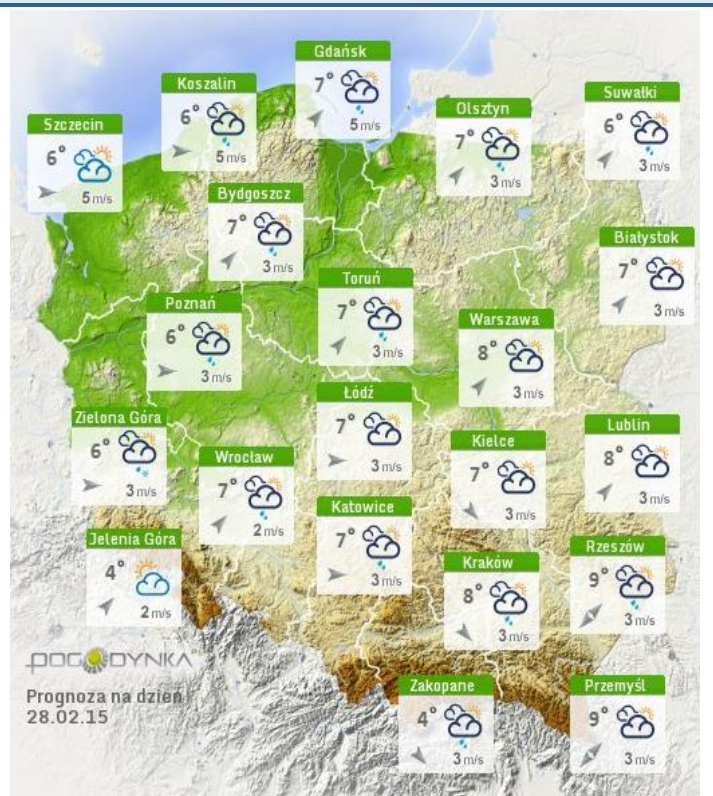 Gdańsk
7°
5 m/s
Koszalin
6°
5 m/s
Suwałki
6°
3 m/s
Olsztyn
7°
3 m/s
Szczecin
6°
5 m/s
Bydgoszcz
7°
3 m/s
Białystok
7°
3 m/s
Toruń
7°
3 m/s
Poznań
6°
3 m/s
Warszawa
8°
3 m/s
Łódź
7°
3 m/s
Zielona Góra
6°
3 m/s
Lublin
8°
3 m/s
Kielce
7°
3 m/s
Wrocław
7°
2 m/s
Katowice
7°
3 m/s
Jelenia Góra
4°
2 m/s
Rzeszów
9°
3 m/s
Kraków
8°
3 m/s
POGODYNKA
Prognoza na dzień
28.02.15
Zakopane
4°
3 m/s
Przemyśl
9°
3 m/s